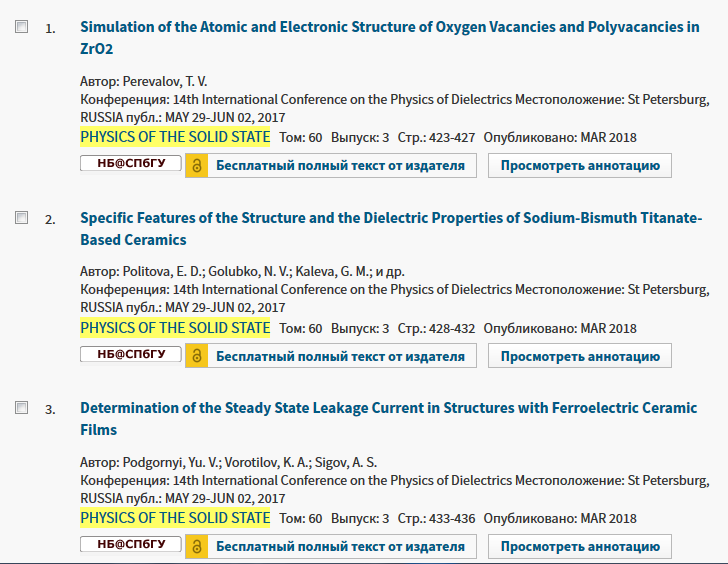 1. Simulation of the Atomic and Electronic Structure of Oxygen Vacancies and Polyvacancies in
ZrO2
Автор: Perevalov, T. V.
Конференция: 14th International Conference on the Physics of Dielectrics Местоположение: St Petersburg,
RUSSIA публ.: MAY 29-JUN 02, 2017
PHYSICS OF THE SOLID STATE Том: 60 Выпуск: 3 Стр.: 423-427 Опубликовано: MAR 2018
НБ@СПбГУ Бесплатный полный текст от издателя Просмотреть аннотацию
2. Specific Features of the Structure and the Dielectric Properties of Sodium-Bismuth Titanate-
Based Ceramics
Автор: Politova, E. D.; Golubko, N. V.; Kaleva, G. M.; и др.
Конференция: 14th International Conference on the Physics of Dielectrics Местоположение: St Petersburg,
RUSSIA публ.: MAY 29-JUN 02, 2017
PHYSICS OF THE SOLID STATE Том: 60 Выпуск: 3 Стр.: 428-432 Опубликовано: MAR 2018
НБ@СПбГУ Бесплатный полный текст от издателя Просмотреть аннотацию
3. Determination of the Steady State Leakage Current in Structures with Ferroelectric Ceramic
Films
Автор: Podgornyi, Yu. V.; Vorotilov, K. A.; Sigov, A. S.
Конференция: 14th International Conference on the Physics of Dielectrics Местоположение: St Petersburg,
RUSSIA публ.: MAY 29-JUN 02, 2017
PHYSICS OF THE SOLID STATE Том: 60 Выпуск: 3 Стр.: 433-436 Опубликовано: MAR 2018
НБ@СПбГУ Бесплатный полный текст от издателя Просмотреть аннотацию